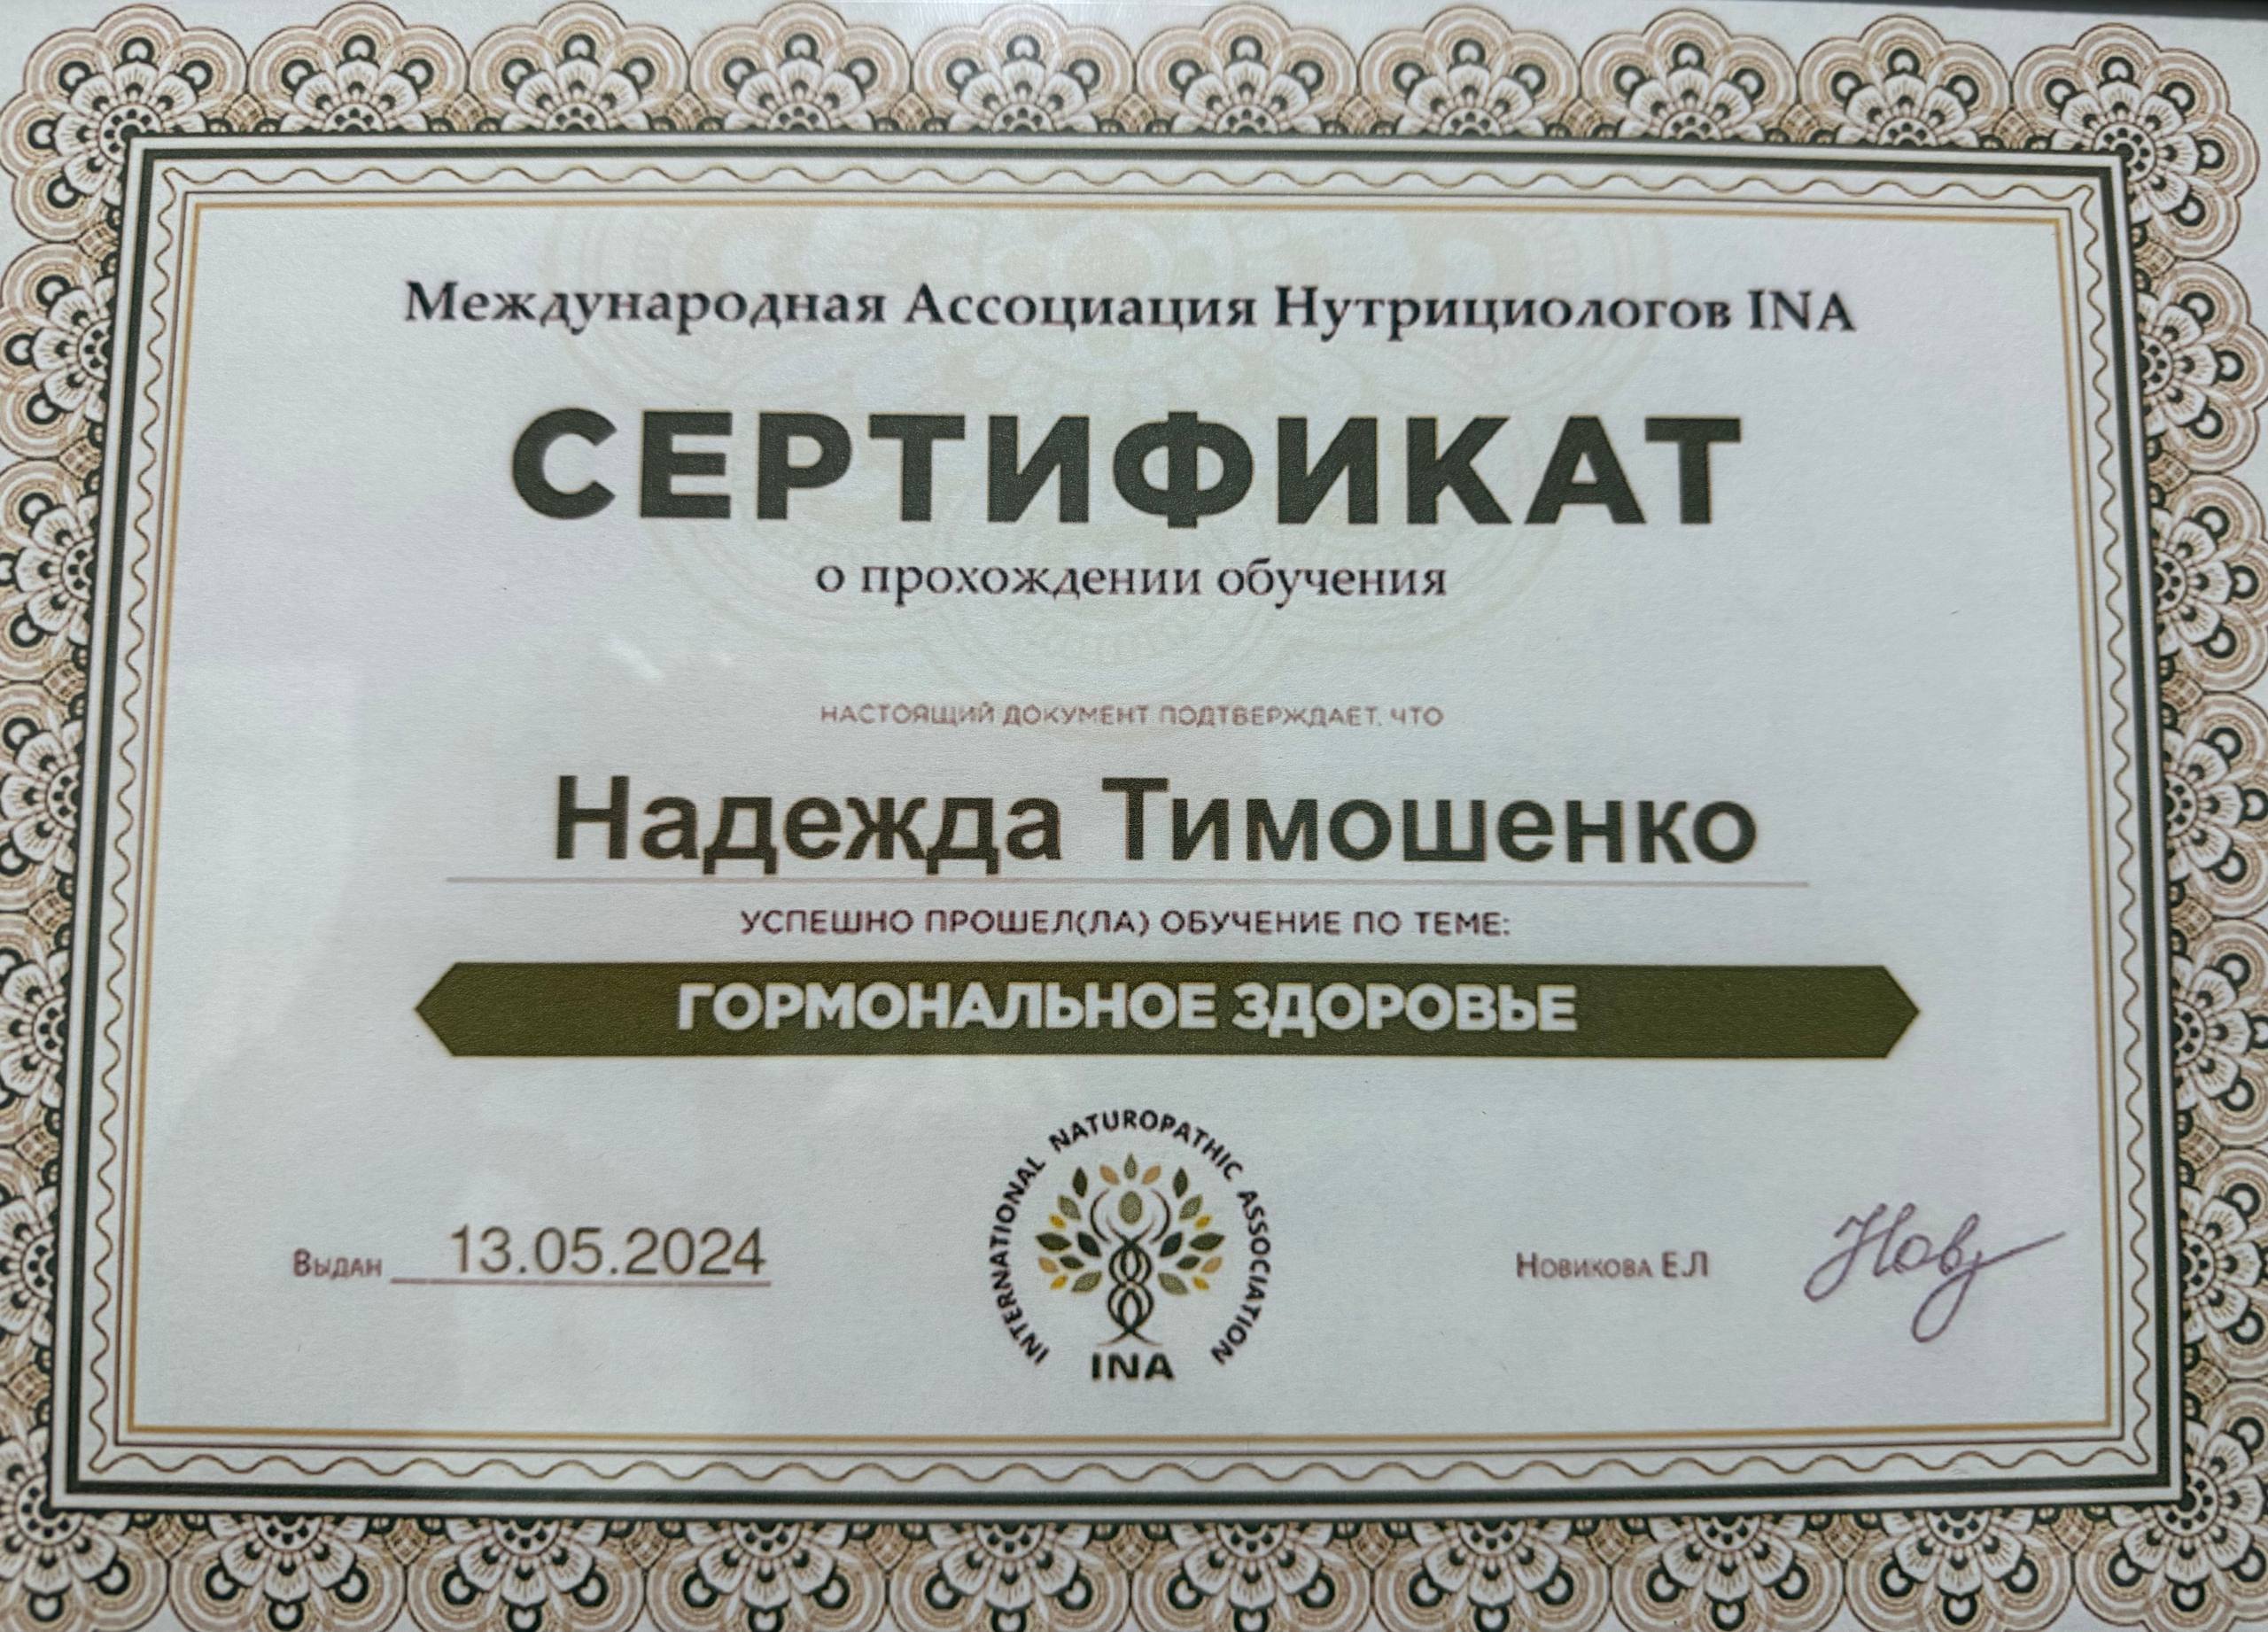 Международная Ассоциация Нутрициологов INA
СЕРТИФИКАТ
о прохождении обучения
НАСТОЯЩИЙ ДОКУМЕНТ ПОДТВЕРЖДАЕТ, ЧТО
Надежда Тимошенко
УСПЕШНО ПРОШЕЛ(ЛА) ОБУЧЕНИЕ ПО ТЕМЕ:
ГОРМОНАЛЬНОЕ ЗДОРОВЬЕ
INTERNATIONAL NATUROPATHIC ASSOCIATION
INA
Выдан 13.05.2024
Новикова Е.Л
Нов